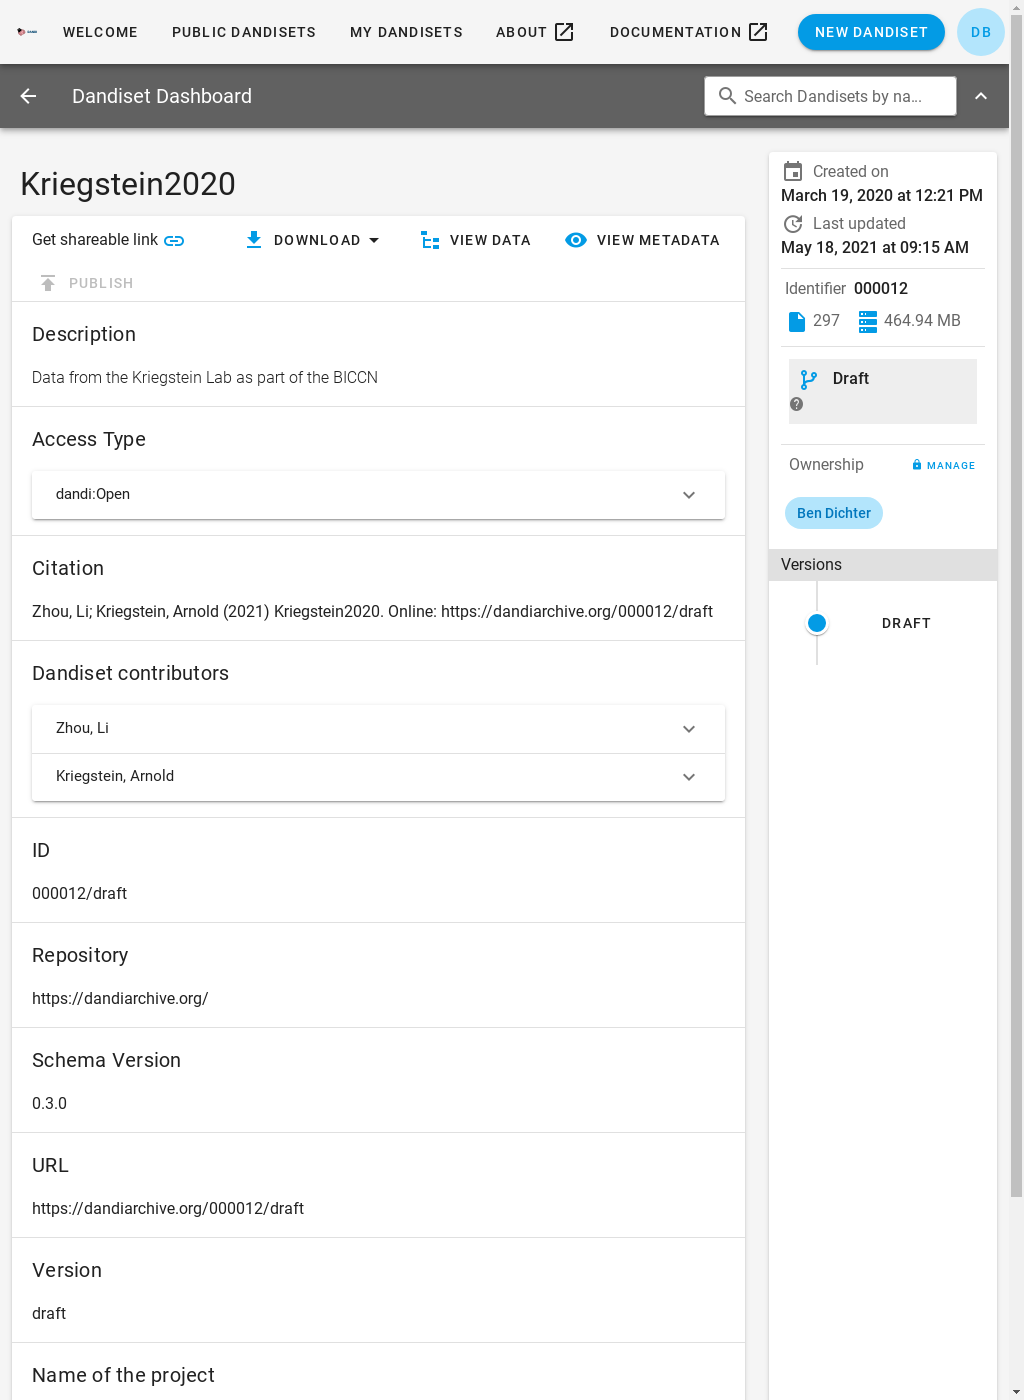 WELCOME PUBLIC DANDISETS MY DANDISETS ABOUT DOCUMENTATION NEW DANDISET DB
Dandiset Dashboard Search Dandisets by na...
Kriegstein2020
Get shareable link DOWNLOAD VIEW DATA VIEW METADATA
PUBLISH
Description
Data from the Kriegstein Lab as part of the BICCN
Access Type
dandi:Open
Citation
Zhou, Li; Kriegstein, Arnold (2021) Kriegstein2020. Online: https://dandiarchive.org/000012/draft
Dandiset contributors
Zhou, Li
Kriegstein, Arnold
ID
000012/draft
Repository
https://dandiarchive.org/
Schema Version
0.3.0
URL
https://dandiarchive.org/000012/draft
Version
draft
Name of the project
Created on
March 19, 2020 at 12:21 PM
Last updated
May 18, 2021 at 09:15 AM
Identifier 000012
297 464.94 MB
Draft
Ownership MANAGE
Ben Dichter
Versions
DRAFT